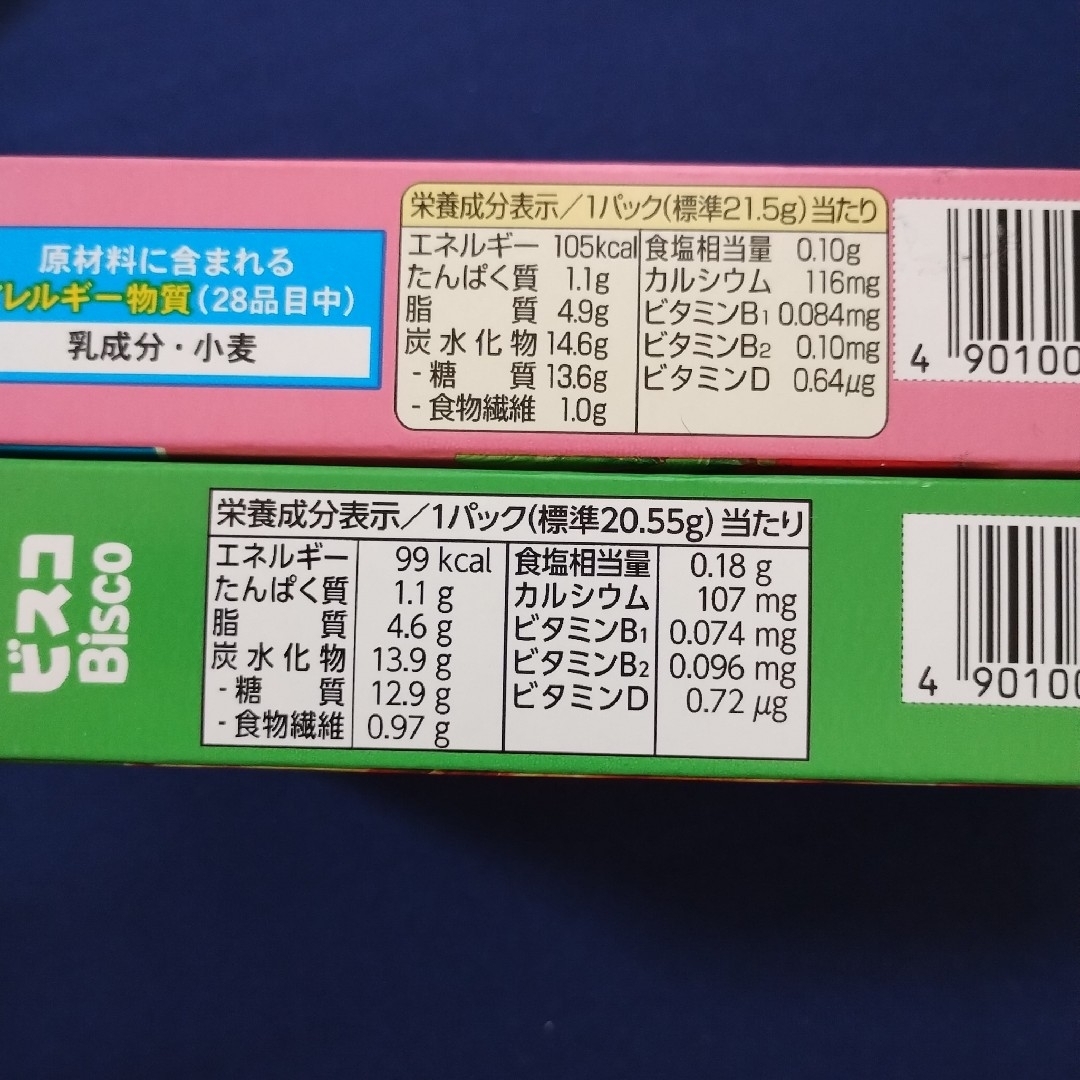 原材料に含まれる
レルギー物質(28品目中)
乳成分・小麦
栄養成分表示/1パック(標準21.5g)当たり
エネルギー 105kcal
たんぱく質 1.1g
脂質 4.9g
炭水化物 14.6g
- 糖質 13.6g
- 食物繊維 1.0g
食塩相当量 0.10g
カルシウム 116mg
ビタミンB1 0.084mg
ビタミンB2 0.10mg
ビタミンD 0.64μg
4 90100
ビスコ
Bisco
栄養成分表示/1パック(標準20.55g)当たり
エネルギー 99 kcal
たんぱく質 1.1 g
脂質 4.6 g
炭水化物 13.9 g
- 糖質 12.9 g
- 食物繊維 0.97 g
食塩相当量 0.18 g
カルシウム 107 mg
ビタミンB1 0.074 mg
ビタミンB2 0.096 mg
ビタミンD 0.72 μg
4 90100